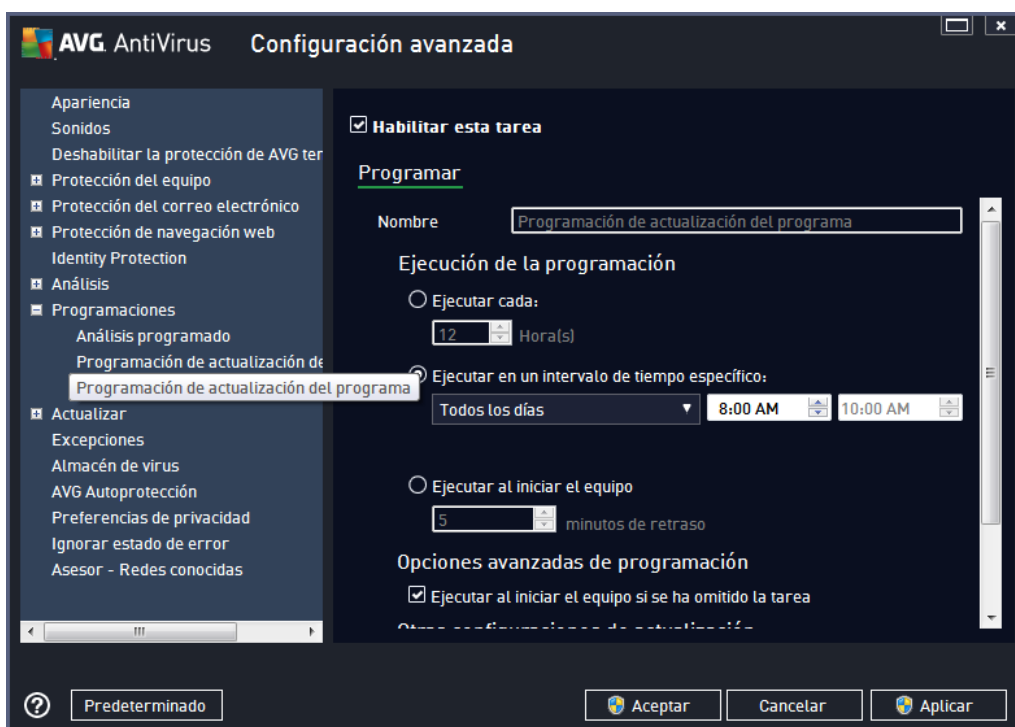 AVG. AntiVirus Configuración avanzada
Apariencia
Sonidos
Deshabilitar la protección de AVG ter
Protección del equipo
Protección del correo electrónico
Protección de navegación web
Identity Protection
Análisis
Programaciones
Análisis programado
Programación de actualización de
Programación de actualización del programa
Actualizar
Excepciones
Almacén de virus
AVG Autoprotección
Preferencias de privacidad
Ignorar estado de error
Asesor - Redes conocidas
Habilitar esta tarea
Programar
Nombre Programación de actualización del programa
Ejecución de la programación
Ejecutar cada:
12 Hora(s)
Ejecutar en un intervalo de tiempo específico:
Todos los días 8:00 AM 10:00 AM
Ejecutar al iniciar el equipo
5 minutos de retraso
Opciones avanzadas de programación
Ejecutar al iniciar el equipo si se ha omitido la tarea
Otras configuraciones de actualización
Predeterminado Aceptar Cancelar Aplicar